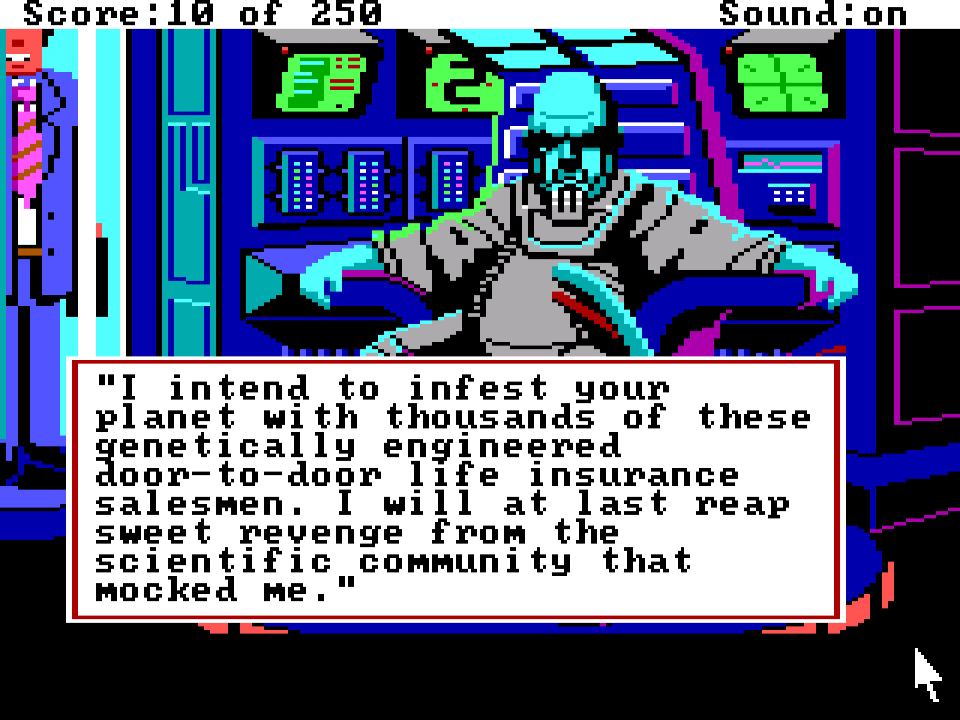 Score:10 of 250 Sound:on
"I intend to infest your
planet with thousands of these
genetically engineered
door-to-door life insurance
salesmen. I will at last reap
sweet revenge from the
scientific community that
mocked me."